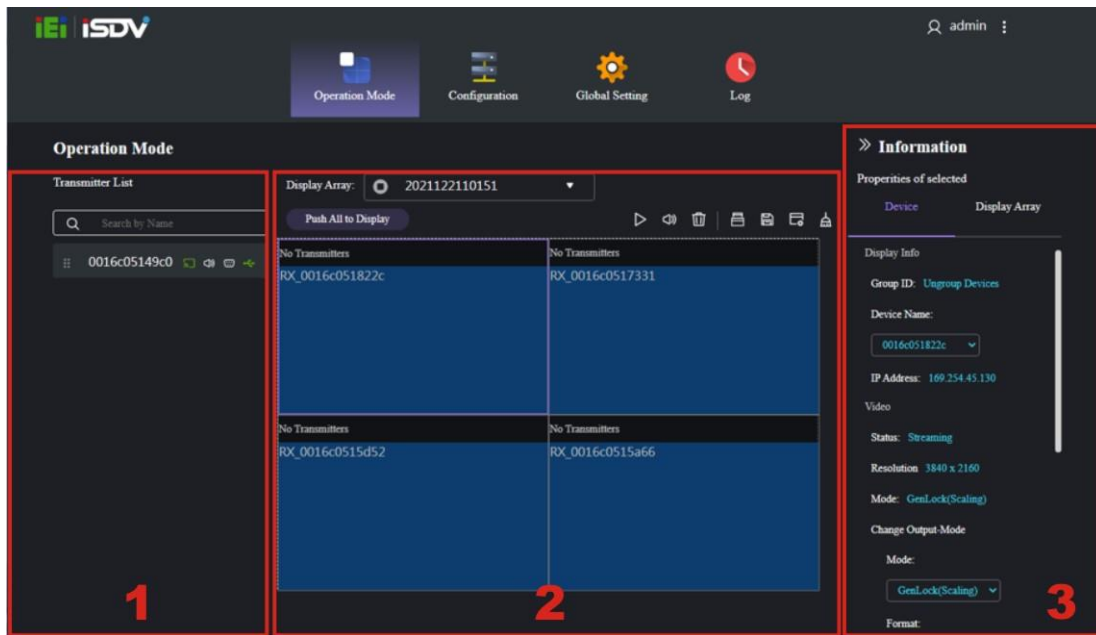 iEi iSDV
admin
Operation Mode
Configuration
Global Setting
Log
Operation Mode
Transmitter List
Search by Name
0016c05149c0
1
Display Array: 2021122110151
Push All to Display
No Transmitters
RX_0016c051822c
No Transmitters
RX_0016c0517331
No Transmitters
RX_0016c0515d52
No Transmitters
RX_0016c0515a66
2
Information
Properities of selected
Device
Display Array
Display Info
Group ID: Ungroup Devices
Device Name:
0016c051822c
IP Address: 169.254.45.130
Video
Status: Streaming
Resolution 3840 x 2160
Mode: GenLock(Scaling)
Change Output-Mode
Mode:
GenLock(Scaling)
Format:
3